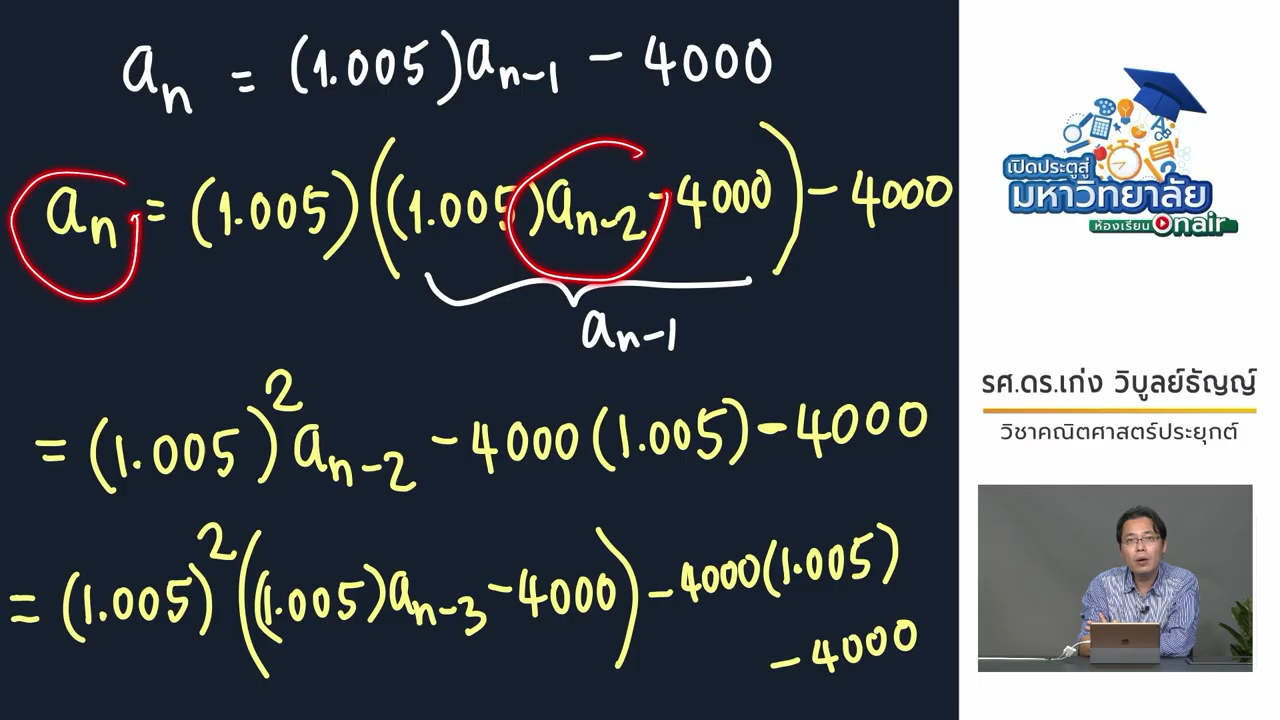 aₙ = (1.005)aₙ₋₁ − 4000
aₙ = (1.005)((1.005)aₙ₋₂ − 4000) − 4000
aₙ₋₁
= (1.005)²aₙ₋₂ − 4000(1.005) − 4000
= (1.005)²((1.005)aₙ₋₃ − 4000) − 4000(1.005)
− 4000
เปิดประตูสู่
มหาวิทยาลัย
ห้องเรียน Onair
รศ.ดร.เก่ง วิบูลย์ธัญญ์
วิชาคณิตศาสตร์ประยุกต์